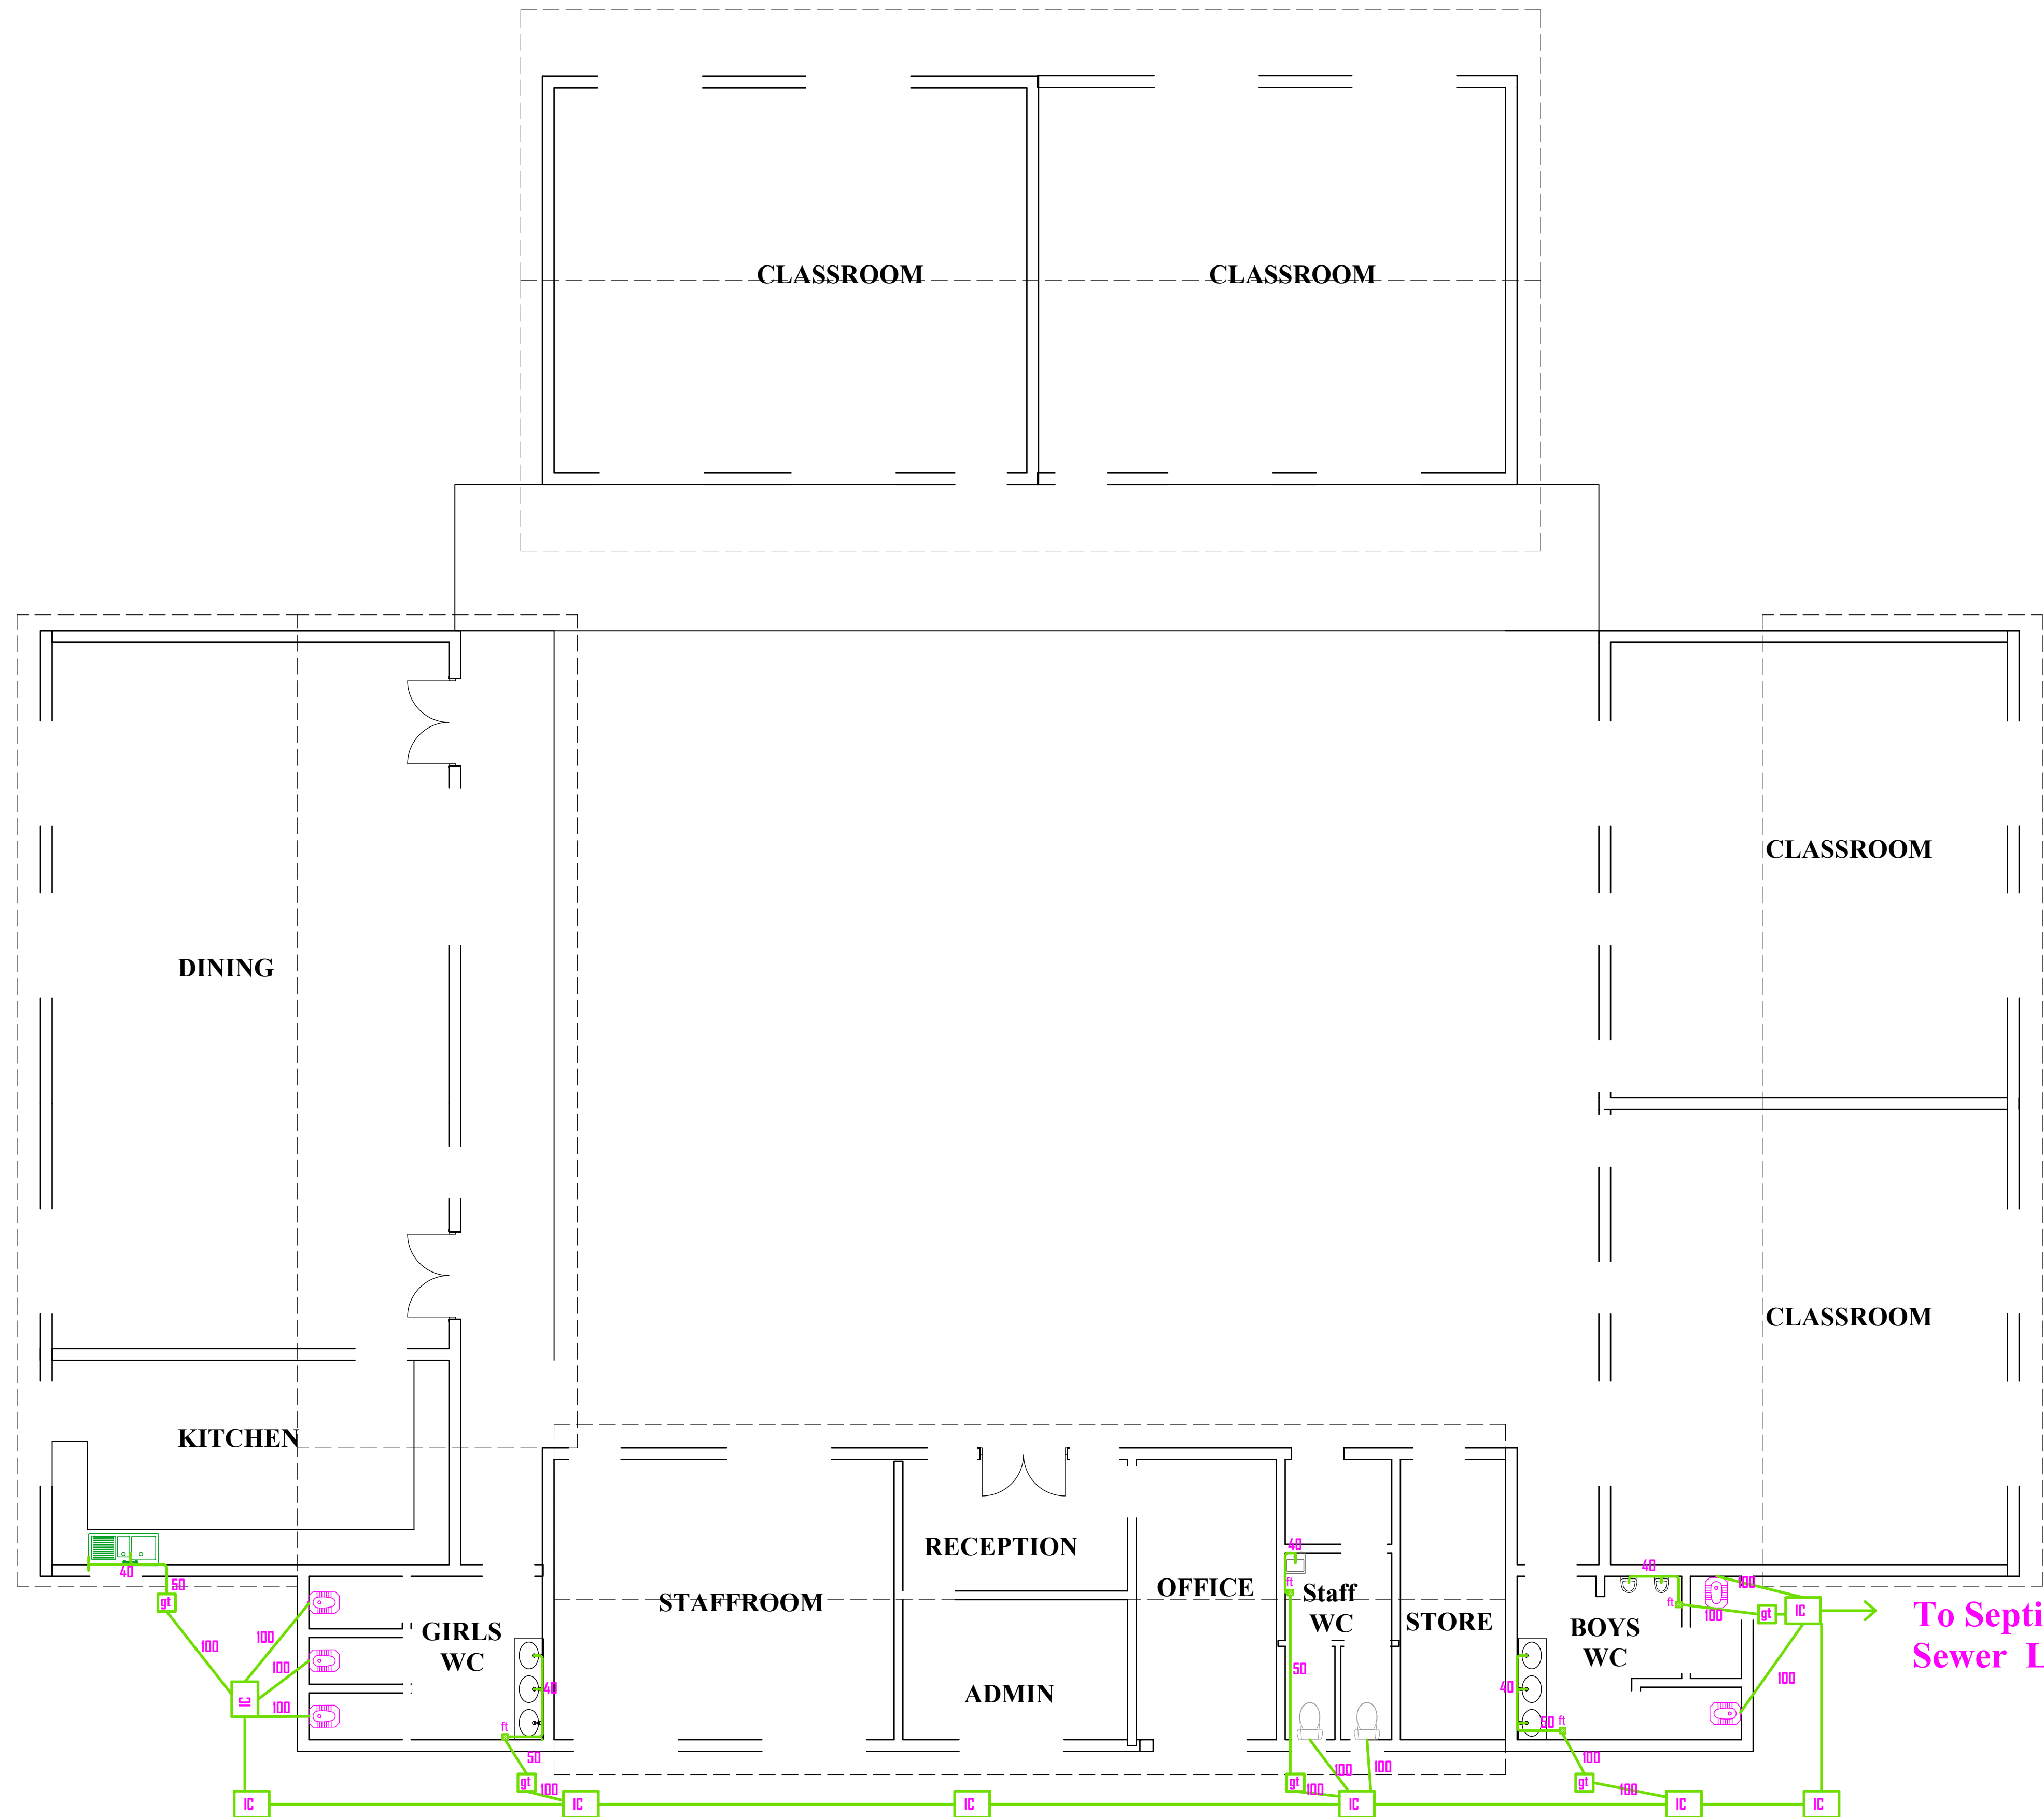 CLASSROOM
CLASSROOM
CLASSROOM
DINING
CLASSROOM
KITCHEN
RECEPTION
OFFICE
STAFFROOM
Staff
WC
STORE
GIRLS
WC
BOYS
WC
ADMIN
To Septi
Sewer L
40
50
gt
100
100
100
100
IC
IC
40
ft
50
gt
100
IC
IC
40
ft
50
gt
100
100
100
IC
40
50
ft
100
gt
100
IC
40
ft
100
100
gt
IC
100
IC